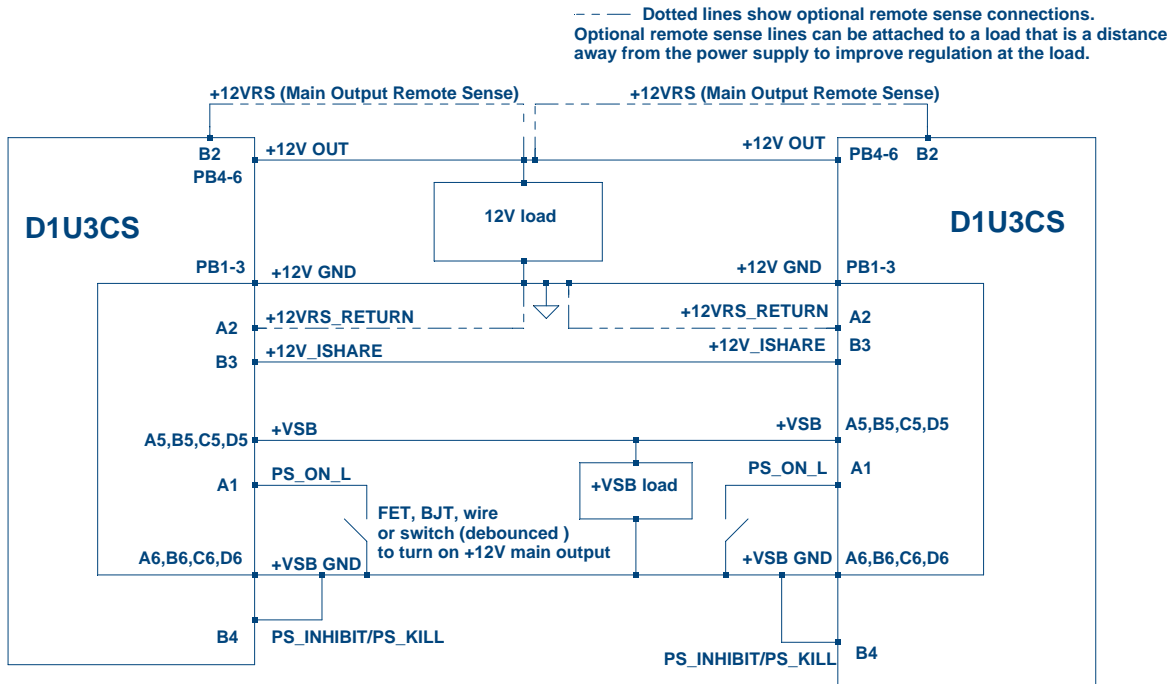 Dotted lines show optional remote sense connections.
Optional remote sense lines can be attached to a load that is a distance
away from the power supply to improve regulation at the load.
+12VRS (Main Output Remote Sense)
+12VRS (Main Output Remote Sense)
B2
+12V OUT
+12V OUT
PB4-6
B2
PB4-6
D1U3CS
12V load
D1U3CS
PB1-3
+12V GND
+12V GND
PB1-3
A2
+12VRS_RETURN
+12VRS_RETURN
A2
B3
+12V_ISHARE
+12V_ISHARE
B3
A5,B5,C5,D5
+VSB
+VSB
A5,B5,C5,D5
A1
PS_ON_L
+VSB load
PS_ON_L
A1
FET, BJT, wire
or switch (debounced )
to turn on +12V main output
A6,B6,C6,D6
+VSB GND
+VSB GND
A6,B6,C6,D6
B4
PS_INHIBIT/PS_KILL
PS_INHIBIT/PS_KILL
B4